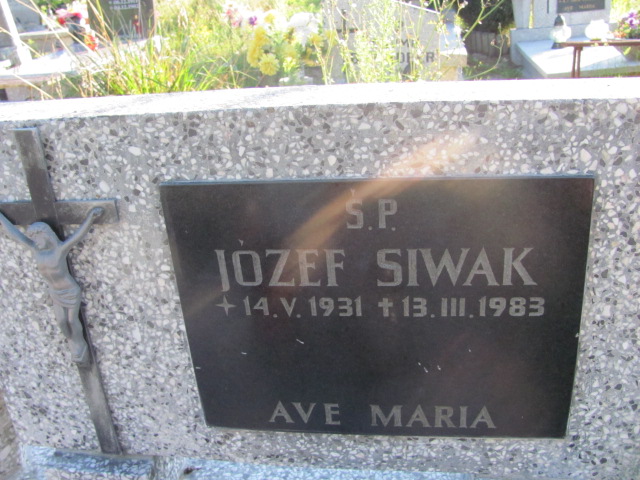 Ś.P.
JÓZEF SIWAK
14.V.1931 ✝ 13.III.1983
AVE MARIA